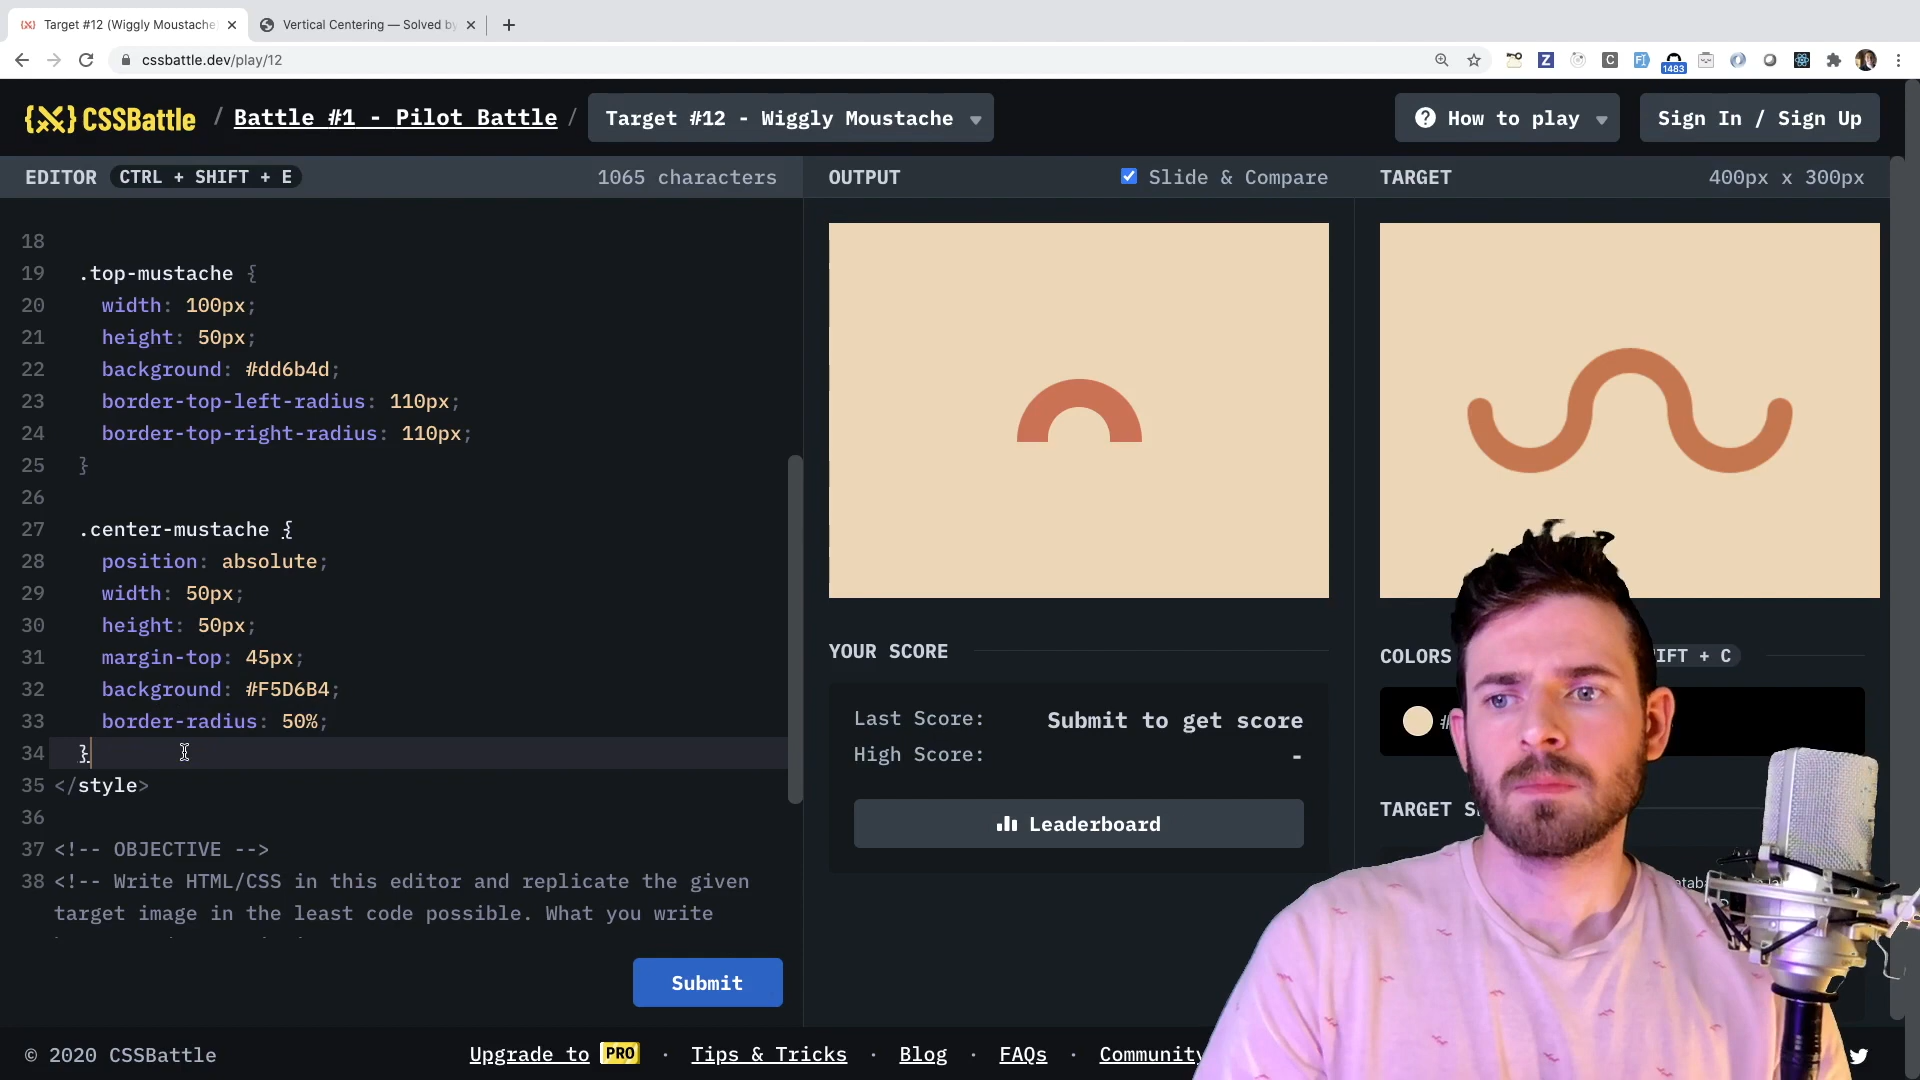 Target #12 (Wiggly Moustache
Vertical Centering — Solved by
cssbattle.dev/play/12
1483
CSSBattle / Battle #1 - Pilot Battle / Target #12 - Wiggly Moustache
How to play
Sign In / Sign Up
EDITOR CTRL + SHIFT + E 1065 characters
OUTPUT Slide & Compare
TARGET 400px x 300px
18
19 .top-mustache {
20 width: 100px;
21 height: 50px;
22 background: #dd6b4d;
23 border-top-left-radius: 110px;
24 border-top-right-radius: 110px;
25 }
26
27 .center-mustache {
28 position: absolute;
29 width: 50px;
30 height: 50px;
31 margin-top: 45px;
32 background: #F5D6B4;
33 border-radius: 50%;
34 }
35 </style>
36
37 <!-- OBJECTIVE -->
38 <!-- Write HTML/CSS in this editor and replicate the given
target image in the least code possible. What you write
Submit
YOUR SCORE
Last Score: Submit to get score
High Score: -
Leaderboard
COLORS
+ C
TARGET
© 2020 CSSBattle
Upgrade to PRO · Tips & Tricks · Blog · FAQs · Community